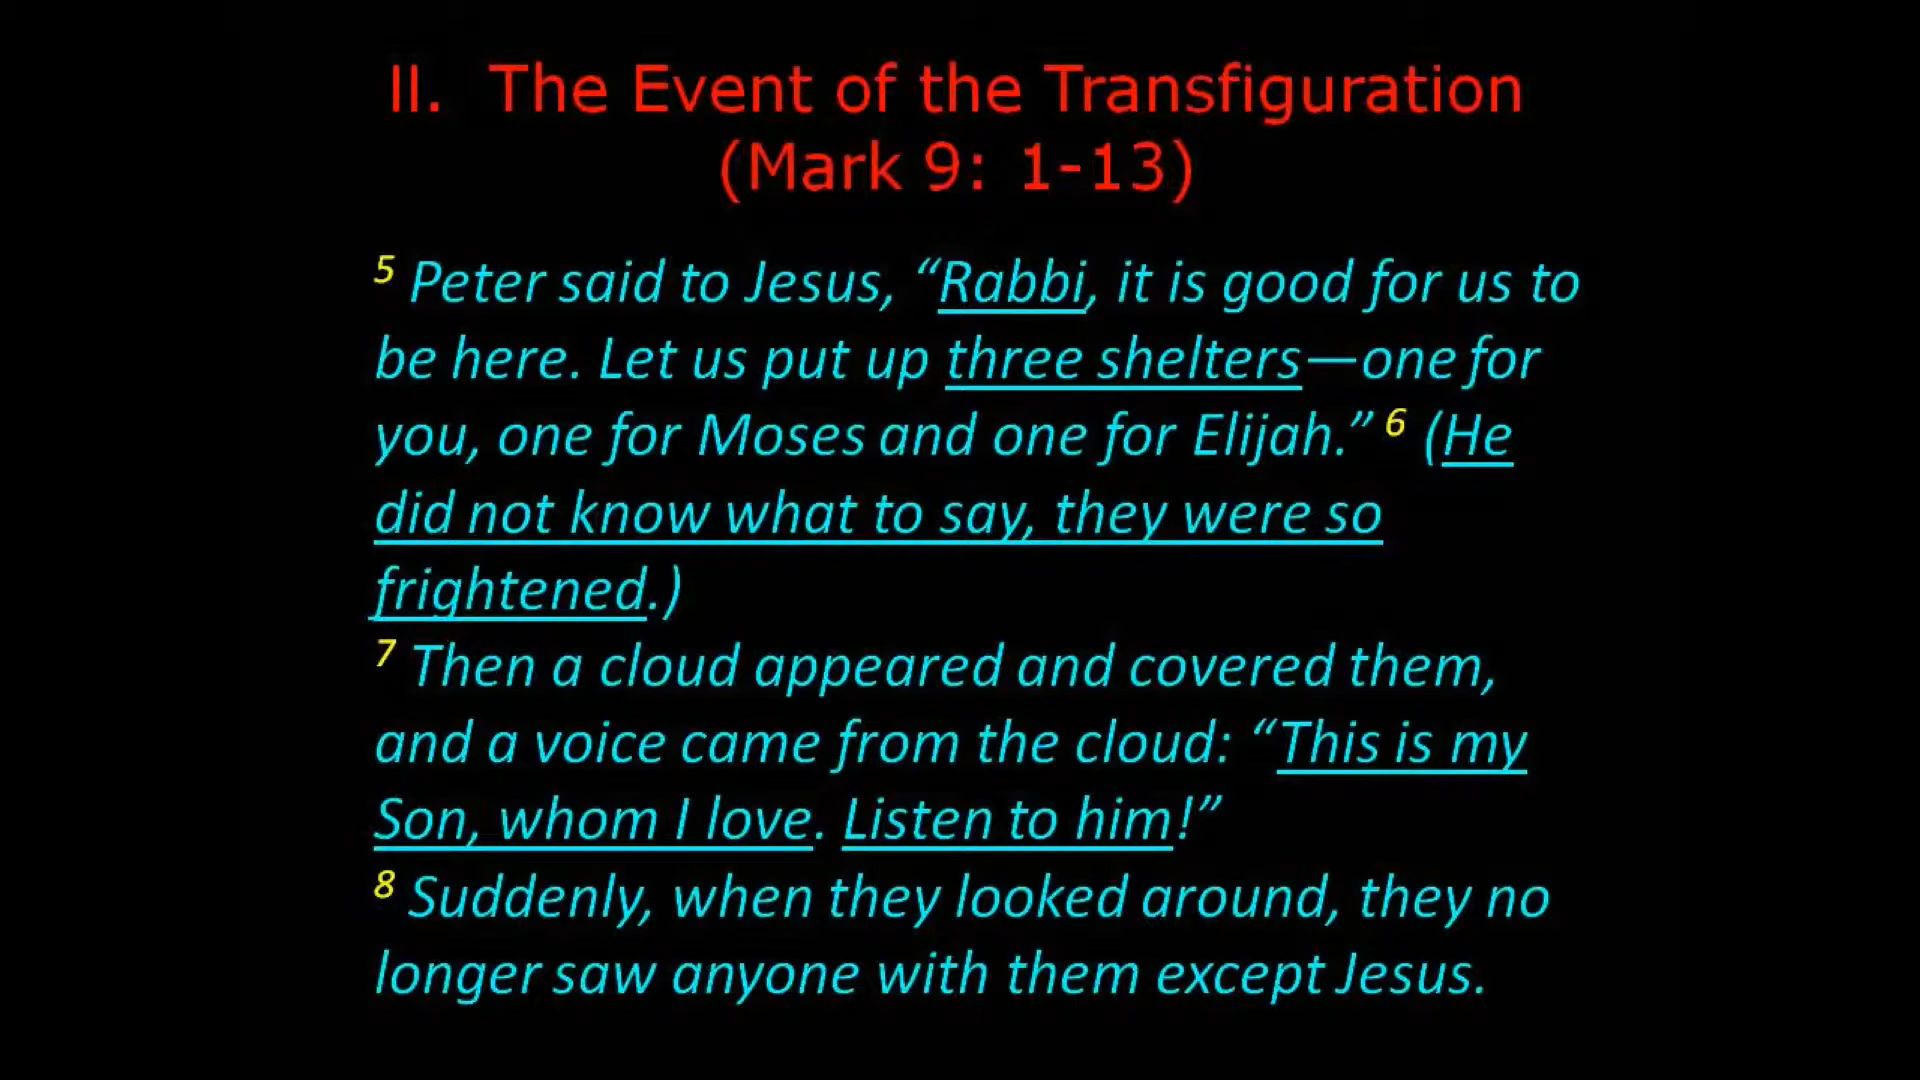 II. The Event of the Transfiguration
(Mark 9: 1-13)
5 Peter said to Jesus, “Rabbi, it is good for us to
be here. Let us put up three shelters—one for
you, one for Moses and one for Elijah.” 6 (He
did not know what to say, they were so
frightened.)
7 Then a cloud appeared and covered them,
and a voice came from the cloud: “This is my
Son, whom I love. Listen to him!”
8 Suddenly, when they looked around, they no
longer saw anyone with them except Jesus.